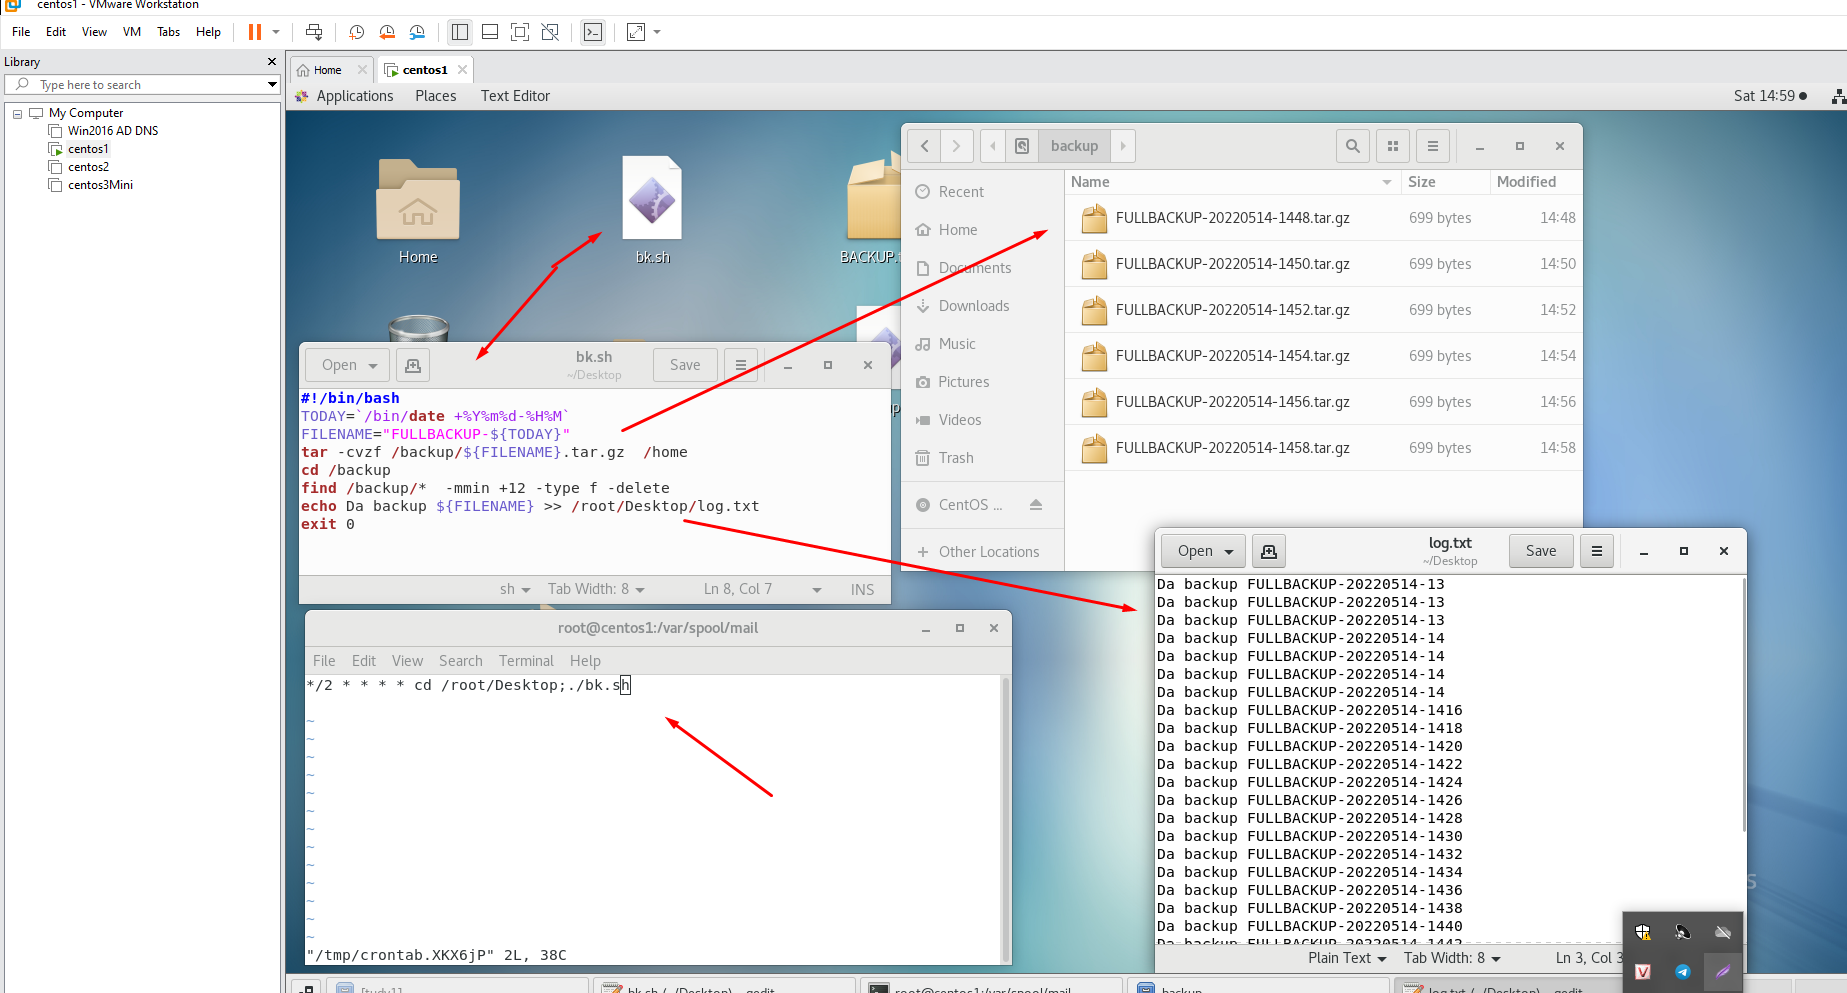 centos1 - VMware Workstation
File Edit View VM Tabs Help
Library
Type here to search
My Computer
Win2016 AD DNS
centos1
centos2
centos3Mini
Home
centos1
Applications Places Text Editor
Sat 14:59
Home
bk.sh
BACKUP.
backup
Recent
Home
Documents
Downloads
Music
Pictures
Videos
Trash
CentOS ...
Other Locations
Name Size Modified
FULLBACKUP-20220514-1448.tar.gz 699 bytes 14:48
FULLBACKUP-20220514-1450.tar.gz 699 bytes 14:50
FULLBACKUP-20220514-1452.tar.gz 699 bytes 14:52
FULLBACKUP-20220514-1454.tar.gz 699 bytes 14:54
FULLBACKUP-20220514-1456.tar.gz 699 bytes 14:56
FULLBACKUP-20220514-1458.tar.gz 699 bytes 14:58
Open
bk.sh
~/Desktop
Save
#!/bin/bash
TODAY=`/bin/date +%Y%m%d-%H%M`
FILENAME="FULLBACKUP-${TODAY}"
tar -cvzf /backup/${FILENAME}.tar.gz  /home
cd /backup
find /backup/*  -mmin +12 -type f -delete
echo Da backup ${FILENAME} >> /root/Desktop/log.txt
exit 0
sh Tab Width: 8 Ln 8, Col 7 INS
root@centos1:/var/spool/mail
File Edit View Search Terminal Help
*/2 * * * * cd /root/Desktop;./bk.sh
~
~
~
~
~
~
~
~
~
~
~
~
~
"/tmp/crontab.XKX6jP" 2L, 38C
Open
log.txt
~/Desktop
Save
Da backup FULLBACKUP-20220514-13
Da backup FULLBACKUP-20220514-13
Da backup FULLBACKUP-20220514-13
Da backup FULLBACKUP-20220514-14
Da backup FULLBACKUP-20220514-14
Da backup FULLBACKUP-20220514-14
Da backup FULLBACKUP-20220514-14
Da backup FULLBACKUP-20220514-1416
Da backup FULLBACKUP-20220514-1418
Da backup FULLBACKUP-20220514-1420
Da backup FULLBACKUP-20220514-1422
Da backup FULLBACKUP-20220514-1424
Da backup FULLBACKUP-20220514-1426
Da backup FULLBACKUP-20220514-1428
Da backup FULLBACKUP-20220514-1430
Da backup FULLBACKUP-20220514-1432
Da backup FULLBACKUP-20220514-1434
Da backup FULLBACKUP-20220514-1436
Da backup FULLBACKUP-20220514-1438
Da backup FULLBACKUP-20220514-1440
Da backup FULLBACKUP-20220514-1442
Plain Text Tab Width: 8 Ln 3, Col 3
bk.sh (~/Desktop) - gedit
root@centos1:/var/spool/mail
backup
log.txt (~/Desktop) - gedit